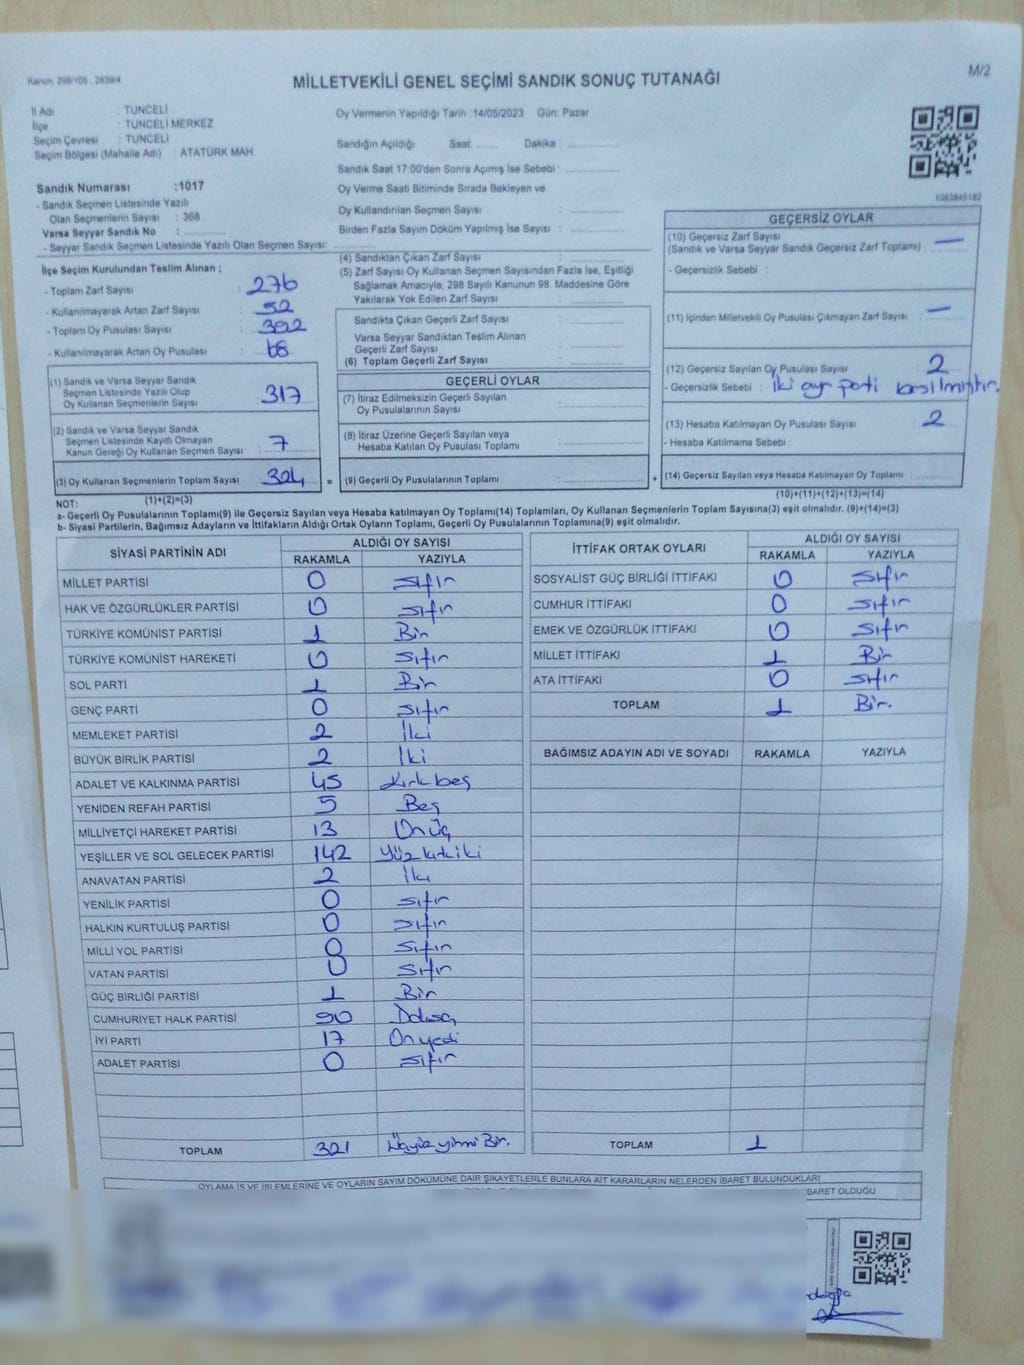 Kanun: 298/105 - 2839/4
MİLLETVEKİLİ GENEL SEÇİMİ SANDIK SONUÇ TUTANAĞI
M/2
İl Adı : TUNCELİ
İlçe : TUNCELİ MERKEZ
Seçim Çevresi : TUNCELİ
Seçim Bölgesi (Mahalle Adı) : ATATÜRK MAH
Sandık Numarası :1017
- Sandık Seçmen Listesinde Yazılı
Olan Seçmenlerin Sayısı : 368
Varsa Seyyar Sandık No :
- Seyyar Sandık Seçmen Listesinde Yazılı Olan Seçmen Sayısı:
Oy Vermenin Yapıldığı Tarih :14/05/2023 Gün: Pazar
Sandığın Açıldığı Saat: Dakika :
Sandık Saat 17:00'den Sonra Açımış İse Sebebi :
Oy Verme Saati Bitiminde Sırada Bekleyen ve
Oy Kullandırılan Seçmen Sayısı :
Birden Fazla Sayım Döküm Yapılmış İse Sayısı :
1083645182
İlçe Seçim Kurulundan Teslim Alınan ;
- Toplam Zarf Sayısı : 276
- Kullanılmayarak Artan Zarf Sayısı : 52
- Toplam Oy Pusulası Sayısı : 392
- Kullanılmayarak Artan Oy Pusulası : 68
(4) Sandıktan Çıkan Zarf Sayısı :
(5) Zarf Sayısı Oy Kullanan Seçmen Sayısından Fazla İse, Eşitliği
Sağlamak Amacıyla; 298 Sayılı Kanunun 98. Maddesine Göre
Yakılarak Yok Edilen Zarf Sayısı :
Sandıkta Çıkan Geçerli Zarf Sayısı :
Varsa Seyyar Sandıktan Teslim Alınan
Geçerli Zarf Sayısı :
(6) Toplam Geçerli Zarf Sayısı :
GEÇERSİZ OYLAR
(10) Geçersiz Zarf Sayısı
(Sandık ve Varsa Seyyar Sandık Geçersiz Zarf Toplamı) : —
- Geçersizlik Sebebi :
(11) İçinden Milletvekili Oy Pusulası Çıkmayan Zarf Sayısı : —
(12) Geçersiz Sayılan Oy Pusulası Sayısı : 2
- Geçersizlik Sebebi : İki ayrı parti basılmıştır.
(13) Hesaba Katılmayan Oy Pusulası Sayısı : 2
- Hesaba Katılmama Sebebi :
(14) Geçersiz Sayılan veya Hesaba Katılmayan Oy Toplamı :
(10)+(11)+(12)+(13)=(14)
(1) Sandık ve Varsa Seyyar Sandık
Seçmen Listesinde Yazılı Olup
Oy Kullanan Seçmenlerin Sayısı : 317
(2) Sandık ve Varsa Seyyar Sandık
Seçmen Listesinde Kayıtlı Olmayan
Kanun Gereği Oy Kullanan Seçmen Sayısı : 7
(3) Oy Kullanan Seçmenlerin Toplam Sayısı : 324 =
(1)+(2)=(3)
GEÇERLİ OYLAR
(7) İtiraz Edilmeksizin Geçerli Sayılan
Oy Pusulalarının Sayısı :
(8) İtiraz Üzerine Geçerli Sayılan veya
Hesaba Katılan Oy Pusulası Toplamı :
(9) Geçerli Oy Pusulalarının Toplamı : +
NOT:
a- Geçerli Oy Pusulalarının Toplamı(9) ile Geçersiz Sayılan veya Hesaba Katılmayan Oy Toplamı(14) Toplamları, Oy Kullanan Seçmenlerin Toplam Sayısına(3) eşit olmalıdır. (9)+(14)=(3)
b- Siyasi Partilerin, Bağımsız Adayların ve İttifakların Aldığı Ortak Oyların Toplamı, Geçerli Oy Pusulalarının Toplamına(9) eşit olmalıdır.
SİYASİ PARTİNİN ADI ALDIĞI OY SAYISI
RAKAMLA YAZIYLA
MİLLET PARTİSİ 0 Sıfır
HAK VE ÖZGÜRLÜKLER PARTİSİ 0 Sıfır
TÜRKİYE KOMÜNİST PARTİSİ 1 Bir
TÜRKİYE KOMÜNİST HAREKETİ 0 Sıfır
SOL PARTİ 1 Bir
GENÇ PARTİ 0 Sıfır
MEMLEKET PARTİSİ 2 İki
BÜYÜK BİRLİK PARTİSİ 2 İki
ADALET VE KALKINMA PARTİSİ 45 Kırkbeş
YENİDEN REFAH PARTİSİ 5 Beş
MİLLİYETÇİ HAREKET PARTİSİ 13 Onüç
YEŞİLLER VE SOL GELECEK PARTİSİ 142 Yüzkırkiki
ANAVATAN PARTİSİ 2 İki
YENİLİK PARTİSİ 0 Sıfır
HALKIN KURTULUŞ PARTİSİ 0 Sıfır
MİLLİ YOL PARTİSİ 0 Sıfır
VATAN PARTİSİ 0 Sıfır
GÜÇ BİRLİĞİ PARTİSİ 1 Bir
CUMHURİYET HALK PARTİSİ 90
İYİ PARTİ 17 Onyedi
ADALET PARTİSİ 0 Sıfır
TOPLAM 321 Üçyüzyirmi Bir.
İTTİFAK ORTAK OYLARI ALDIĞI OY SAYISI
RAKAMLA YAZIYLA
SOSYALİST GÜÇ BİRLİĞİ İTTİFAKI 0 Sıfır
CUMHUR İTTİFAKI 0 Sıfır
EMEK VE ÖZGÜRLÜK İTTİFAKI 0 Sıfır
MİLLET İTTİFAKI 1 Bir
ATA İTTİFAKI 0 Sıfır
TOPLAM 1 Bir.
BAĞIMSIZ ADAYIN ADI VE SOYADI RAKAMLA YAZIYLA
TOPLAM 1
OYLAMA İŞ VE İŞLEMLERİNE VE OYLARIN SAYIM DÖKÜMÜNE DAİR ŞİKAYETLERLE BUNLARA AİT KARARLARIN NELERDEN İBARET BULUNDUKLARI
BARET OLDUĞU